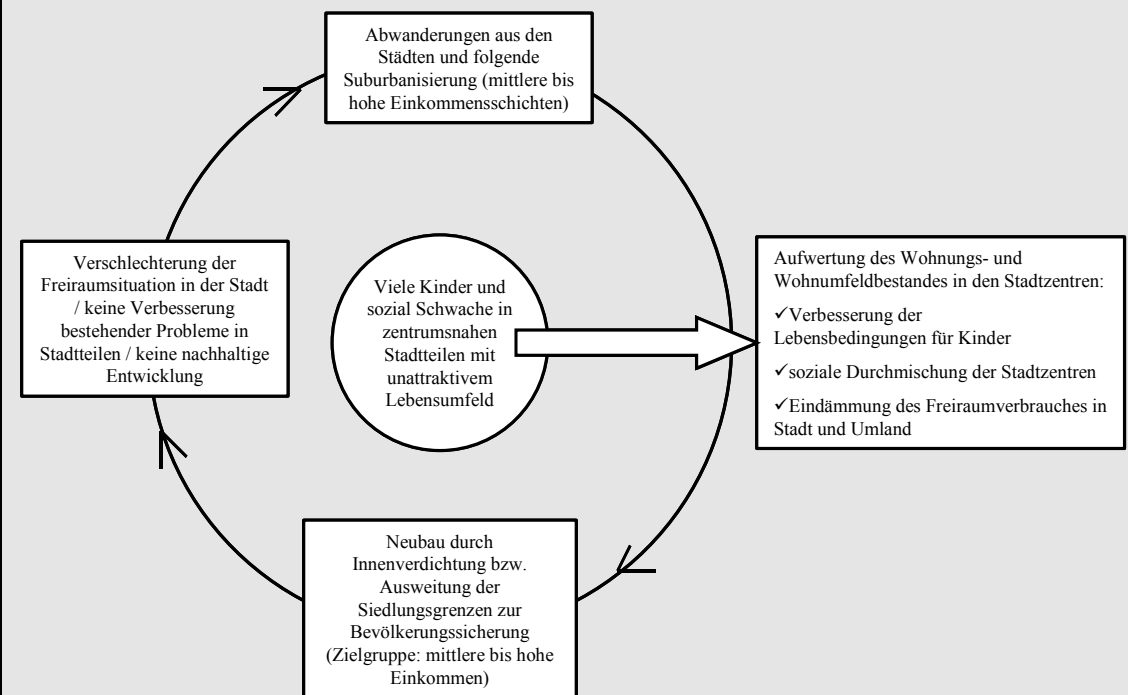 Abwanderungen aus den
Städten und folgende
Suburbanisierung (mittlere bis
hohe Einkommensschichten)
Verschlechterung der
Freiraumsituation in der Stadt
/ keine Verbesserung
bestehender Probleme in
Stadtteilen / keine nachhaltige
Entwicklung
Viele Kinder und
sozial Schwache in
zentrumsnahen
Stadtteilen mit
unattraktivem
Lebensumfeld
Aufwertung des Wohnungs- und
Wohnumfeldbestandes in den Stadtzentren:
✓Verbesserung der
Lebensbedingungen für Kinder
✓soziale Durchmischung der Stadtzentren
✓Eindämmung des Freiraumverbrauches in
Stadt und Umland
Neubau durch
Innenverdichtung bzw.
Ausweitung der
Siedlungsgrenzen zur
Bevölkerungssicherung
(Zielgruppe: mittlere bis hohe
Einkommen)